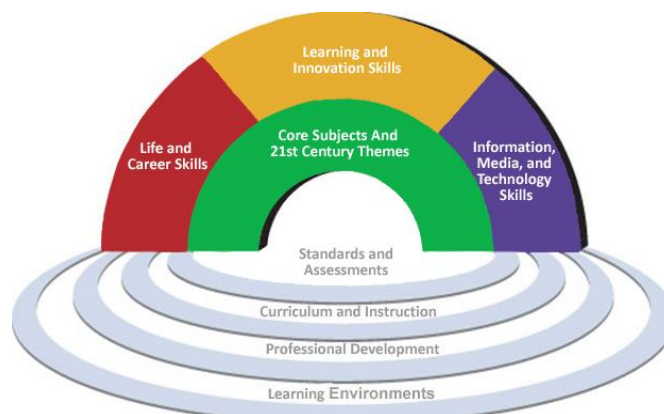 Learning and
Innovation Skills
Life and
Career Skills
Core Subjects And
21st Century Themes
Information,
Media, and
Technology
Skills
Standards and
Assessments
Curriculum and Instruction
Professional Development
Learning Environments